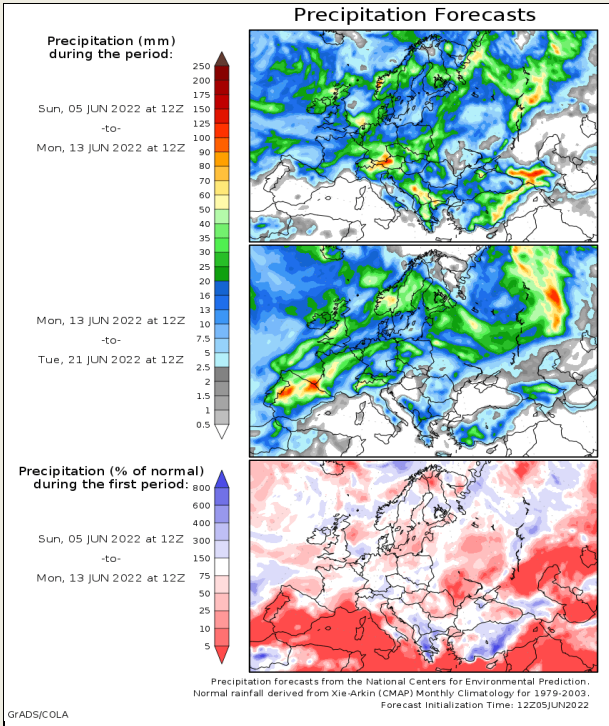 Precipitation Forecasts
Precipitation (mm)
during the period:
Sun, 05 JUN 2022 at 12Z
-to-
Mon, 13 JUN 2022 at 12Z
250
200
175
150
125
100
90
80
70
60
50
40
35
30
25
20
16
13
10
7.5
5
2.5
2
1.5
1
0.5
Mon, 13 JUN 2022 at 12Z
-to-
Tue, 21 JUN 2022 at 12Z
Precipitation (% of normal)
during the first period:
Sun, 05 JUN 2022 at 12Z
-to-
Mon, 13 JUN 2022 at 12Z
800
600
400
300
150
75
50
25
10
5
Precipitation forecasts from the National Centers for Environmental Prediction.
Normal rainfall derived from Xie-Arkin (CMAP) Monthly Climatology for 1979-2003.
Forecast Initialization Time: 12Z05JUN2022
GrADS/COLA